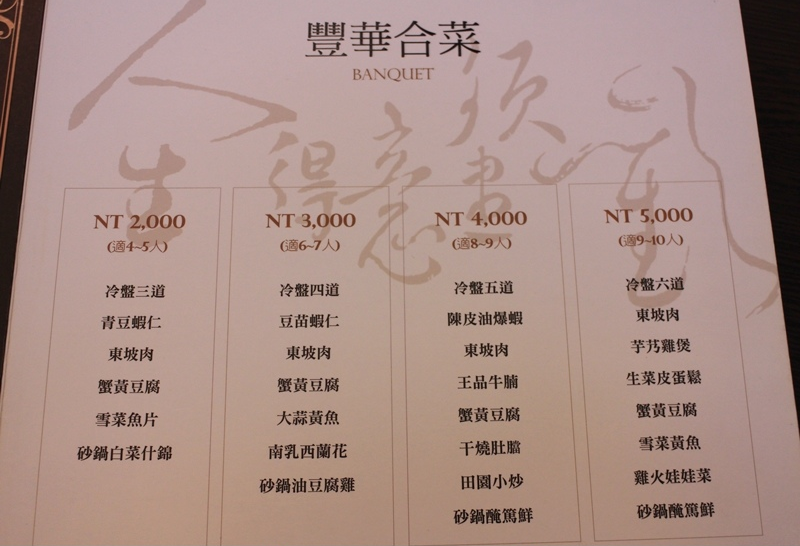 豐華合菜
BANQUET
人生得意須盡歡
NT 2,000
(適4~5人)
冷盤三道
青豆蝦仁
東坡肉
蟹黃豆腐
雪菜魚片
砂鍋白菜什錦
NT 3,000
(適6~7人)
冷盤四道
豆苗蝦仁
東坡肉
蟹黃豆腐
大蒜黃魚
南乳西蘭花
砂鍋油豆腐雞
NT 4,000
(適8~9人)
冷盤五道
陳皮油爆蝦
東坡肉
王品牛腩
蟹黃豆腐
干燒肚膶
田園小炒
砂鍋醃篤鮮
NT 5,000
(適9~10人)
冷盤六道
東坡肉
芋艿雞煲
生菜皮蛋鬆
蟹黃豆腐
雪菜黃魚
雞火娃娃菜
砂鍋醃篤鮮